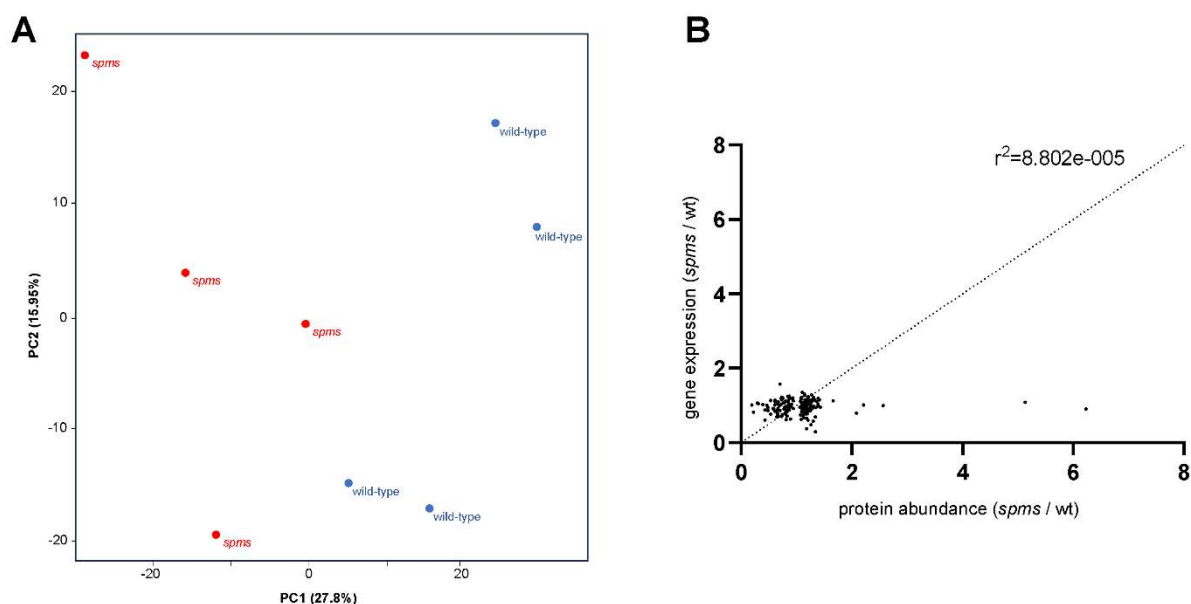 A
20
10
0
-10
-20
PC2 (15.95%)
spms
wild-type
wild-type
spms
spms
wild-type
wild-type
spms
-20
0
20
PC1 (27.8%)
B
8
6
4
2
0
gene expression (spms / wt)
r²=8.802e-005
0
2
4
6
8
protein abundance (spms / wt)